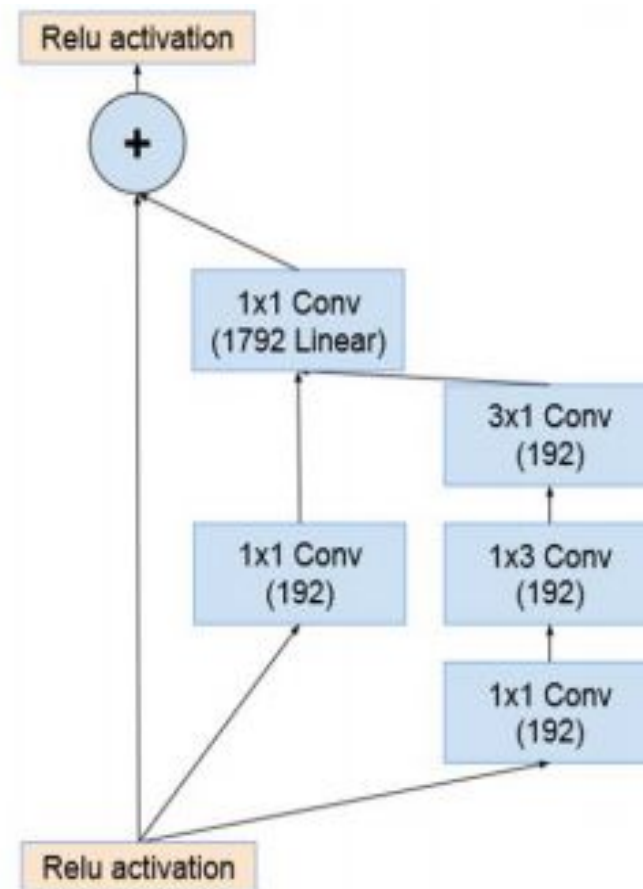 Relu activation
+
1x1 Conv
(1792 Linear)
3x1 Conv
(192)
1x1 Conv
(192)
1x3 Conv
(192)
1x1 Conv
(192)
Relu activation